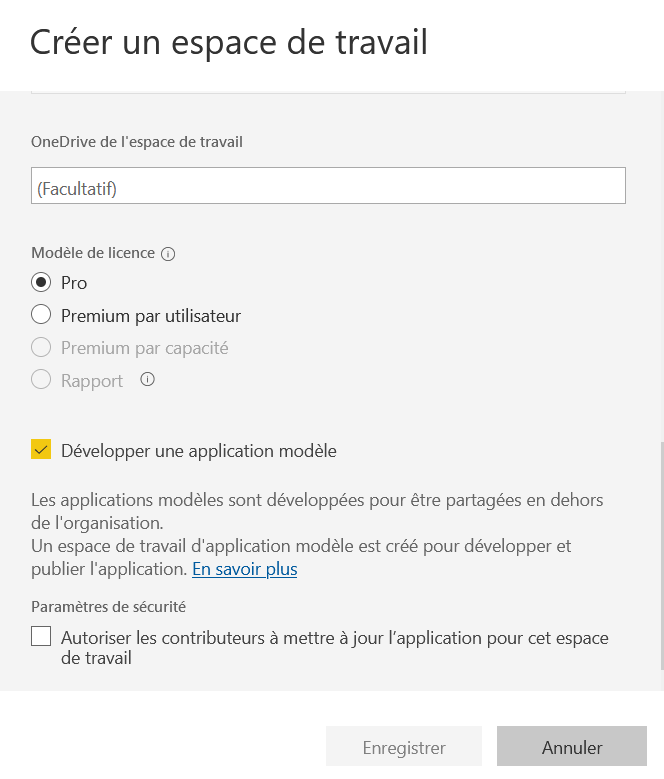 Créer un espace de travail
OneDrive de l'espace de travail
(Facultatif)
Modèle de licence
Pro
Premium par utilisateur
Premium par capacité
Rapport
Développer une application modèle
Les applications modèles sont développées pour être partagées en dehors
de l'organisation.
Un espace de travail d'application modèle est créé pour développer et
publier l'application. En savoir plus
Paramètres de sécurité
Autoriser les contributeurs à mettre à jour l’application pour cet espace
de travail
Enregistrer
Annuler